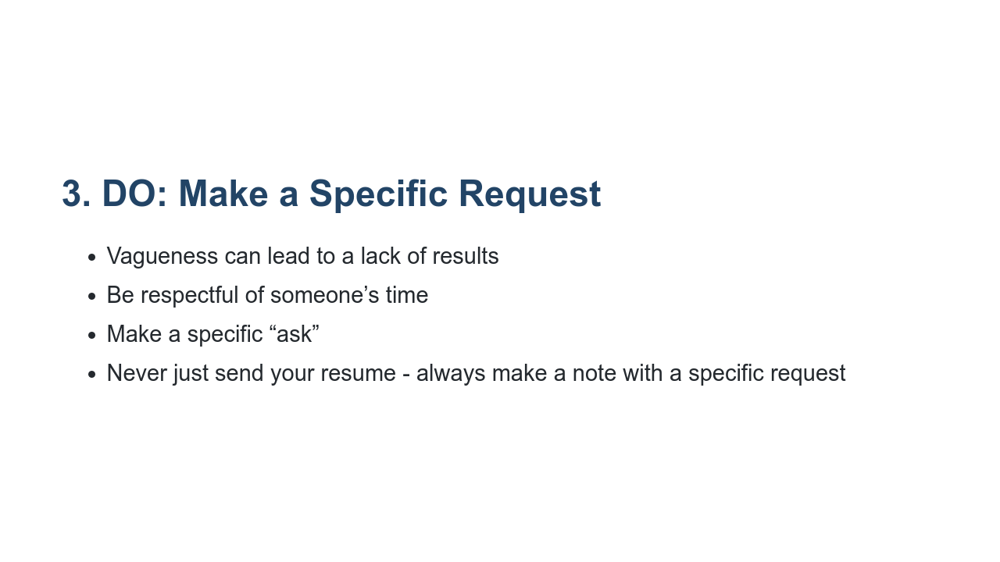 3. DO: Make a Specific Request
• Vagueness can lead to a lack of results
• Be respectful of someone’s time
• Make a specific “ask”
• Never just send your resume - always make a note with a specific request